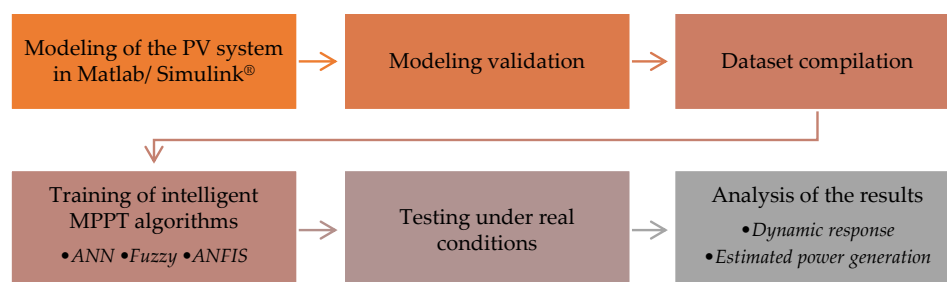 Modeling of the PV system
in Matlab/ Simulink®
Modeling validation
Dataset compilation
Training of intelligent
MPPT algorithms
•ANN •Fuzzy •ANFIS
Testing under real
conditions
Analysis of the results
•Dynamic response
•Estimated power generation